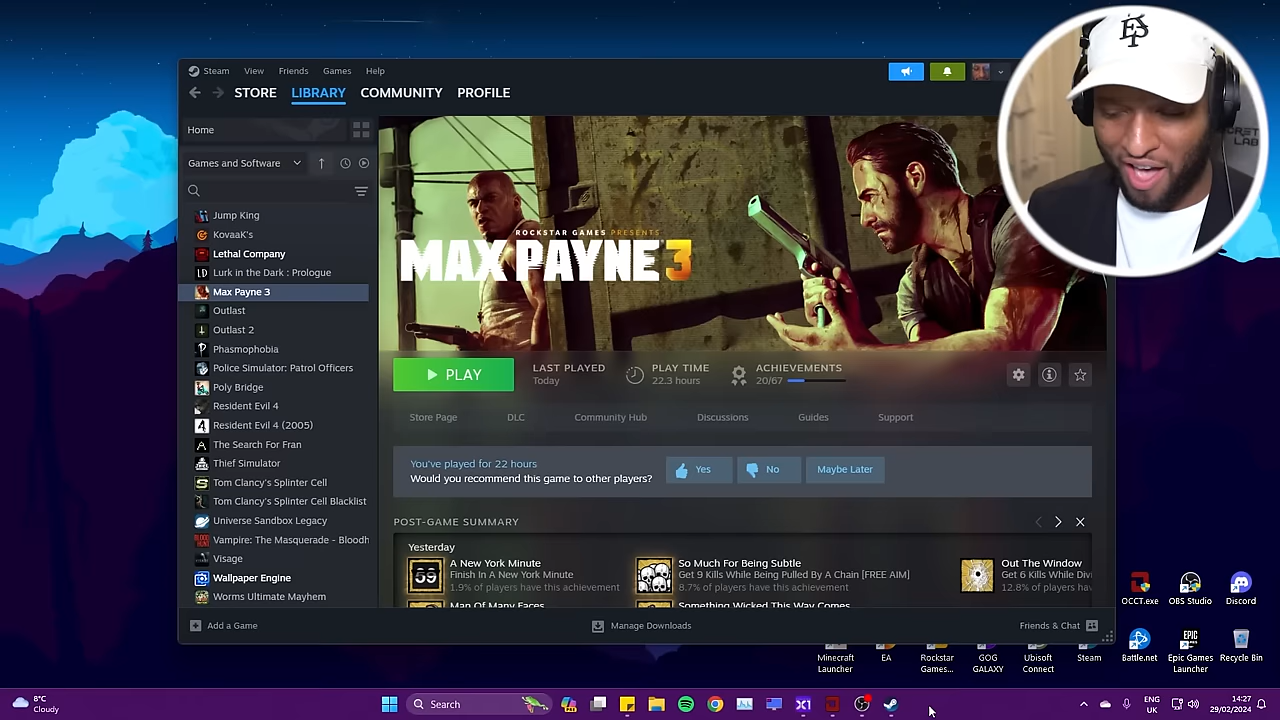 Steam View Friends Games Help
STORE LIBRARY COMMUNITY PROFILE
Home
Games and Software
Jump King
KovaaK's
Lethal Company
Lurk in the Dark : Prologue
Max Payne 3
Outlast
Outlast 2
Phasmophobia
Police Simulator: Patrol Officers
Poly Bridge
Resident Evil 4
Resident Evil 4 (2005)
The Search For Fran
Thief Simulator
Tom Clancy's Splinter Cell
Tom Clancy's Splinter Cell Blacklist
Universe Sandbox Legacy
Vampire: The Masquerade - Bloodh
Visage
Wallpaper Engine
Worms Ultimate Mayhem
Add a Game
ROCKSTAR GAMES PRESENTS
MAX PAYNE 3
PLAY
LAST PLAYED
Today
PLAY TIME
22.3 hours
ACHIEVEMENTS
20/67
Store Page DLC Community Hub Discussions Guides Support
You've played for 22 hours
Would you recommend this game to other players?
Yes No Maybe Later
POST-GAME SUMMARY
Yesterday
A New York Minute
Finish In A New York Minute
1.9% of players have this achievement
So Much For Being Subtle
Get 9 Kills While Being Pulled By A Chain [FREE AIM]
8.7% of players have this achievement
Out The Window
Get 6 Kills While Div
12.8% of players have
Man Of Many Faces
Something Wicked This Way Comes
Manage Downloads
Friends & Chat
OCCT.exe OBS Studio Discord
Minecraft Launcher
EA
Rockstar Games...
GOG GALAXY
Ubisoft Connect
Steam
Battle.net
Epic Games Launcher
Recycle Bin
8°C
Cloudy
Search
ENG
UK
14:27
29/02/2024